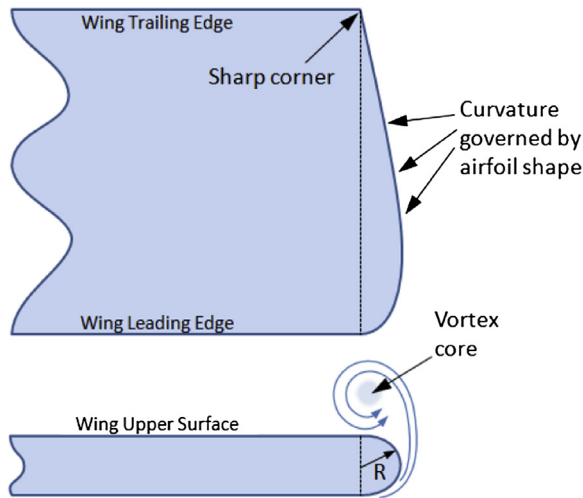 Wing Trailing Edge
Sharp corner
Curvature
governed by
airfoil shape
Wing Leading Edge
Vortex
core
Wing Upper Surface
R